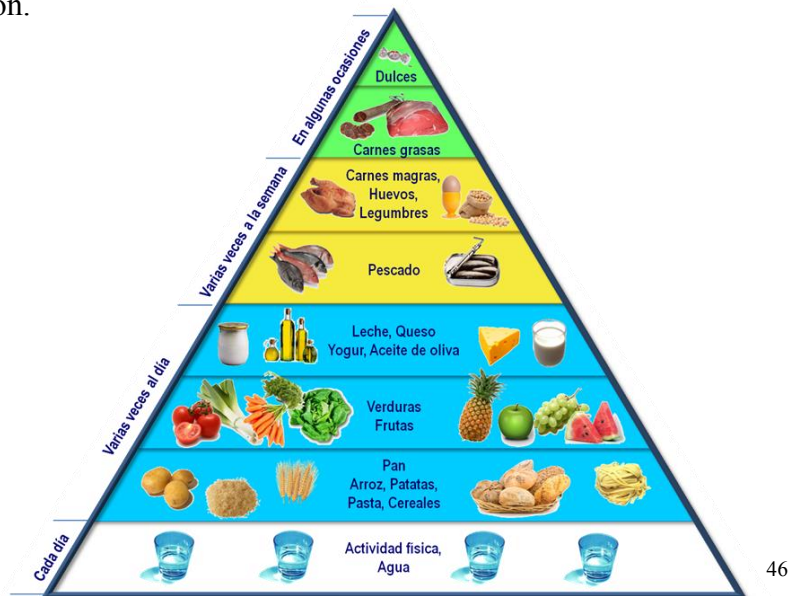 ón.
En algunas ocasiones
Dulces
Carnes grasas
Varias veces a la semana
Carnes magras,
Huevos,
Legumbres
Pescado
Varias veces al día
Leche, Queso
Yogur, Aceite de oliva
Verduras
Frutas
Pan
Arroz, Patatas,
Pasta, Cereales
Cada día
Actividad física,
Agua
46